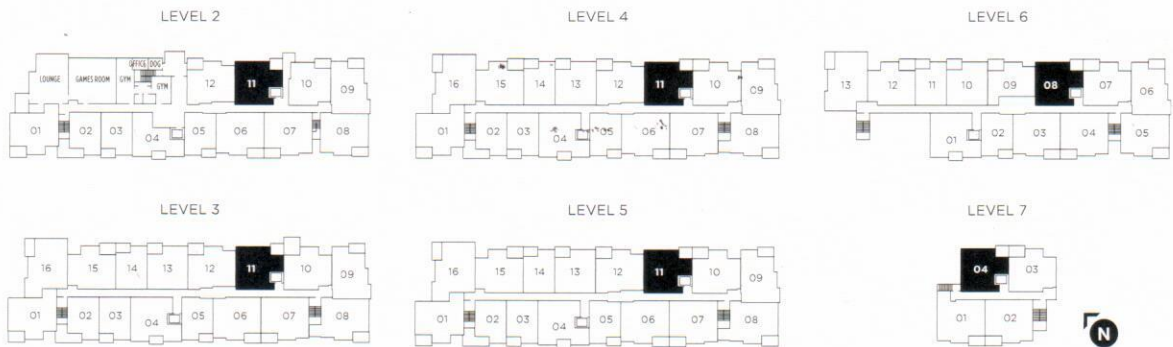 LEVEL 2
OFFICE DOG
LOUNGE GAMES ROOM GYM GYM 12 11 10 09
01 02 03 04 05 06 07 08
LEVEL 4
16 15 14 13 12 11 10 09
01 02 03 04 05 06 07 08
LEVEL 6
13 12 11 10 09 08 07 06
01 02 03 04 05
LEVEL 3
16 15 14 13 12 11 10 09
01 02 03 04 05 06 07 08
LEVEL 5
16 15 14 13 12 11 10 09
01 02 03 04 05 06 07 08
LEVEL 7
04 03
01 02
N